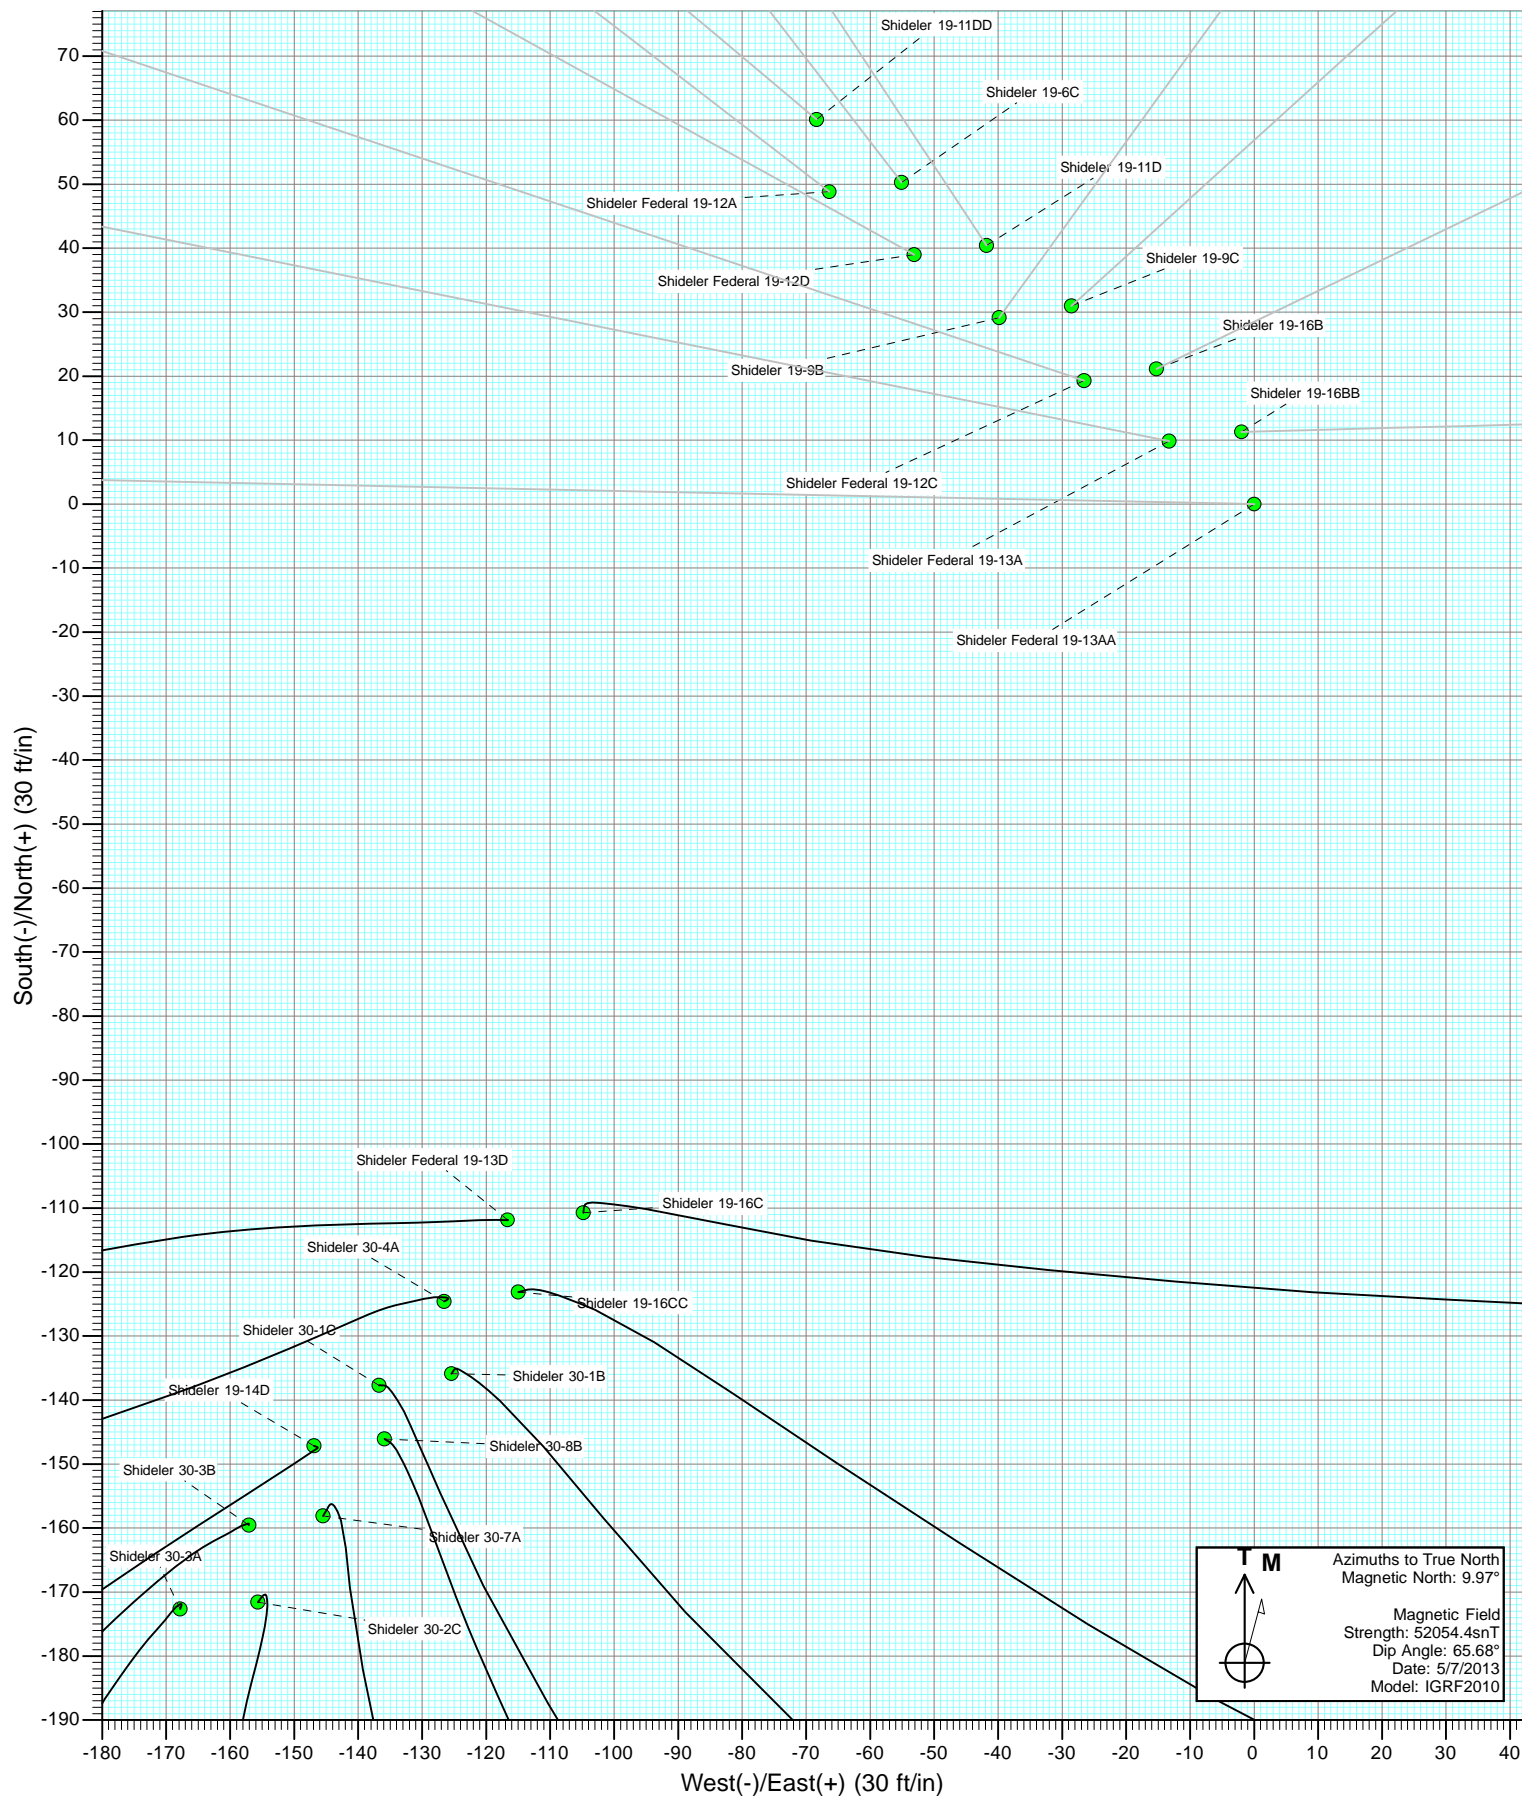 Shideler 19-11DD
70
Shideler 19-6C
60
Shideler 19-11D
50
Shideler Federal 19-12A
40
Shideler 19-9C
Shideler Federal 19-12D
30
Shideler 19-16B
Shideler 19-9B
20
Shideler 19-16BB
10
Shideler Federal 19-12C
0
Shideler Federal 19-13A
-10
-20
Shideler Federal 19-13AA
-30
South(-)/North(+) (30 ft/in)
-40
-50
-60
-70
-80
-90
-100
Shideler Federal 19-13D
Shideler 19-16C
-110
Shideler 30-4A
-120
Shideler 19-16CC
Shideler 30-1C
-130
Shideler 30-1B
Shideler 19-14D
-140
Shideler 30-8B
-150
Shideler 30-3B
-160
Shideler 30-7A
Shideler 30-3A
-170
Shideler 30-2C
-180
-190
T M
Azimuths to True North
Magnetic North: 9.97°
Magnetic Field
Strength: 52054.4snT
Dip Angle: 65.68°
Date: 5/7/2013
Model: IGRF2010
-180 -170 -160 -150 -140 -130 -120 -110 -100 -90 -80 -70 -60 -50 -40 -30 -20 -10 0 10 20 30 40
West(-)/East(+) (30 ft/in)